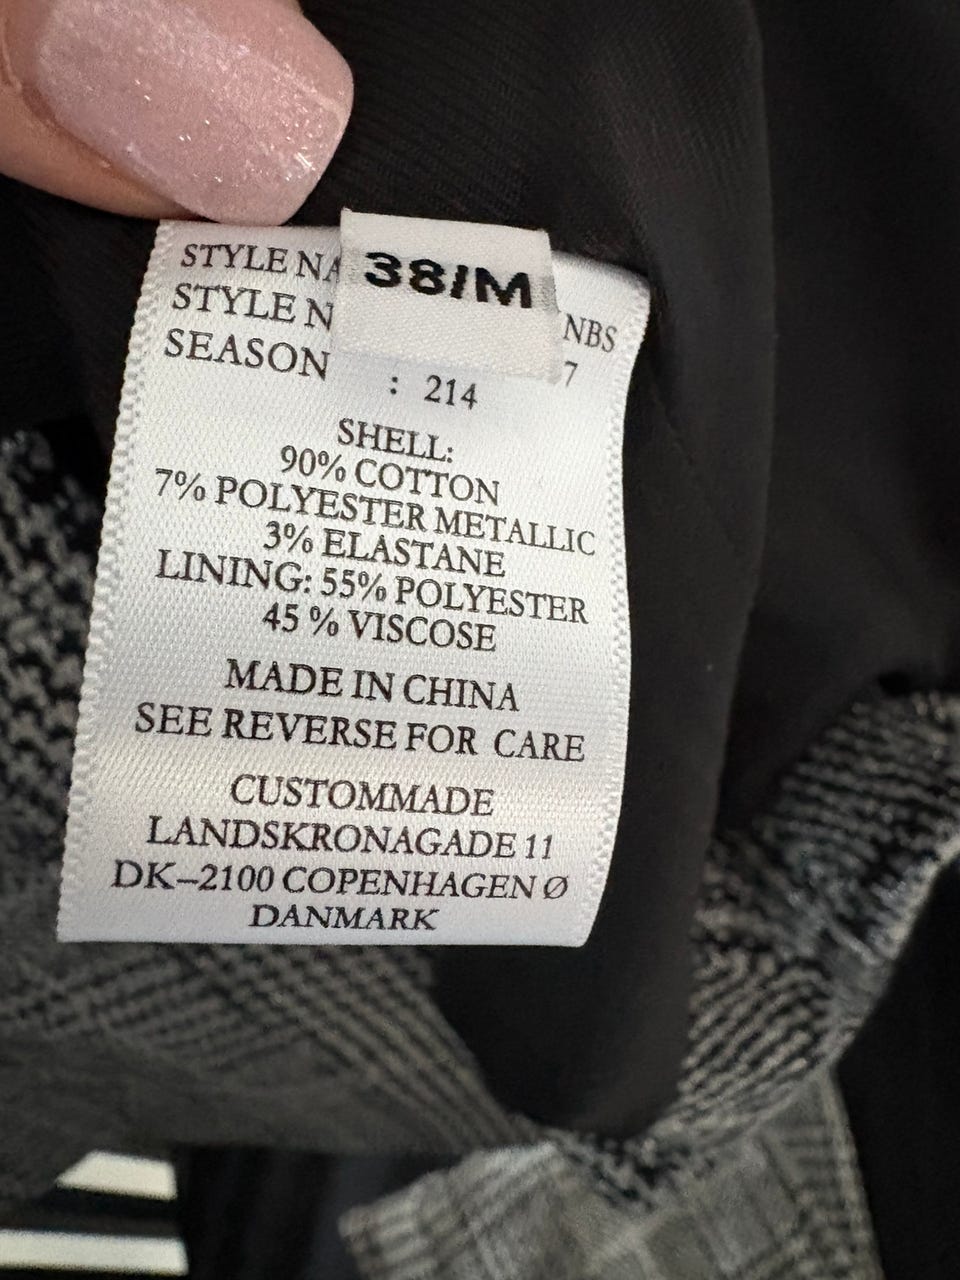 38/M
STYLE NA
STYLE N NBS
SEASON 7
: 214
SHELL:
90% COTTON
7% POLYESTER METALLIC
3% ELASTANE
LINING: 55% POLYESTER
45 % VISCOSE
MADE IN CHINA
SEE REVERSE FOR CARE
CUSTOMMADE
LANDSKRONAGADE 11
DK–2100 COPENHAGEN Ø
DANMARK